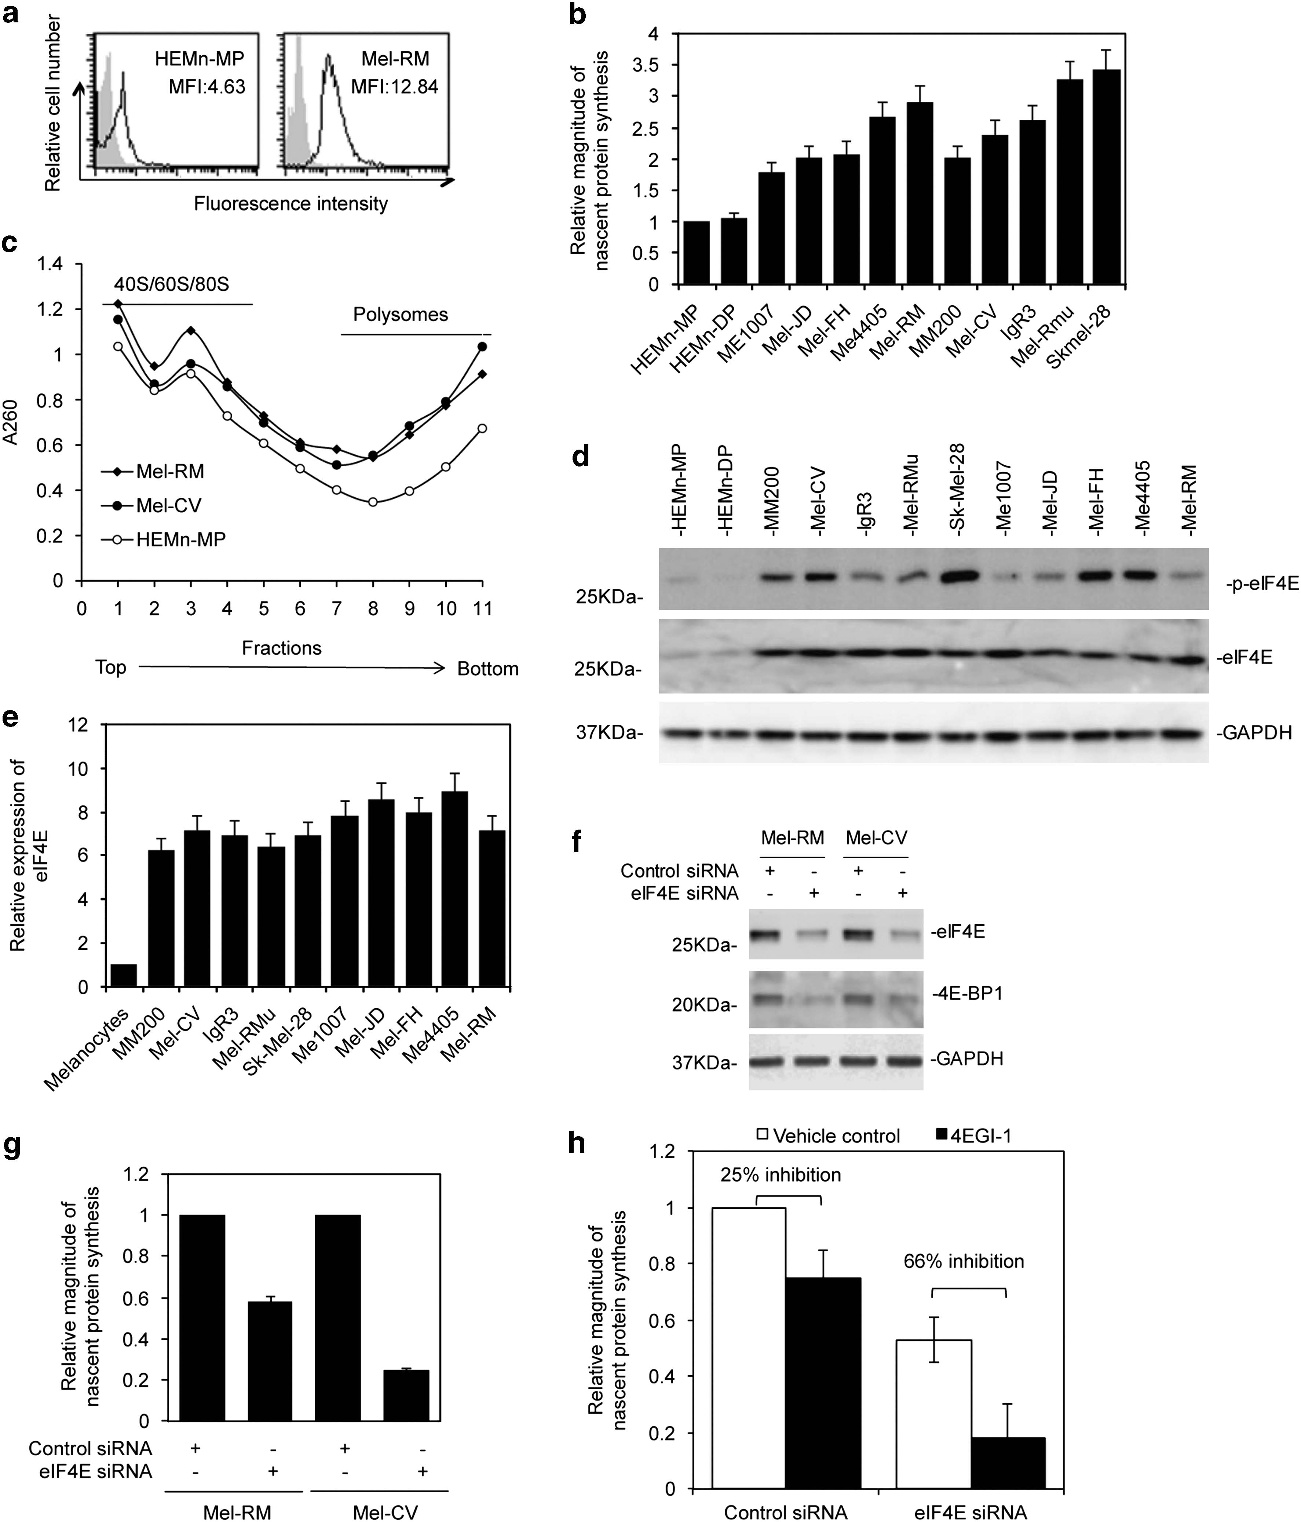 a
Relative cell number
HEMn-MP
MFI:4.63
Mel-RM
MFI:12.84
Fluorescence intensity
b
Relative magnitude of
nascent protein synthesis
4
3.5
3
2.5
2
1.5
1
0.5
0
HEMn-MP
HEMn-DP
ME1007
Mel-JD
Mel-FH
Me4405
Mel-RM
MM200
Mel-CV
IgR3
Mel-Rmu
Skmel-28
c
A260
1.4
1.2
1
0.8
0.6
0.4
0.2
0
40S/60S/80S
Polysomes
Mel-RM
Mel-CV
HEMn-MP
0 1 2 3 4 5 6 7 8 9 10 11
Fractions
Top
Bottom
d
-HEMn-MP
-HEMn-DP
-MM200
-Mel-CV
-IgR3
-Mel-RMu
-Sk-Mel-28
-Me1007
-Mel-JD
-Mel-FH
-Me4405
-Mel-RM
25KDa-
-p-eIF4E
25KDa-
-eIF4E
37KDa-
-GAPDH
e
Relative expression of
eIF4E
12
10
8
6
4
2
0
Melanocytes
MM200
Mel-CV
IgR3
Mel-RMu
Sk-Mel-28
Me1007
Mel-JD
Mel-FH
Me4405
Mel-RM
f
Mel-RM Mel-CV
Control siRNA + - + -
eIF4E siRNA - + - +
25KDa-
-eIF4E
20KDa-
-4E-BP1
37KDa-
-GAPDH
g
Relative magnitude of
nascent protein synthesis
1.2
1
0.8
0.6
0.4
0.2
0
Control siRNA + - + -
eIF4E siRNA - + - +
Mel-RM Mel-CV
h
Vehicle control 4EGI-1
Relative magnitude of
nascent protein synthesis
1.2
1
0.8
0.6
0.4
0.2
0
25% inhibition
66% inhibition
Control siRNA eIF4E siRNA